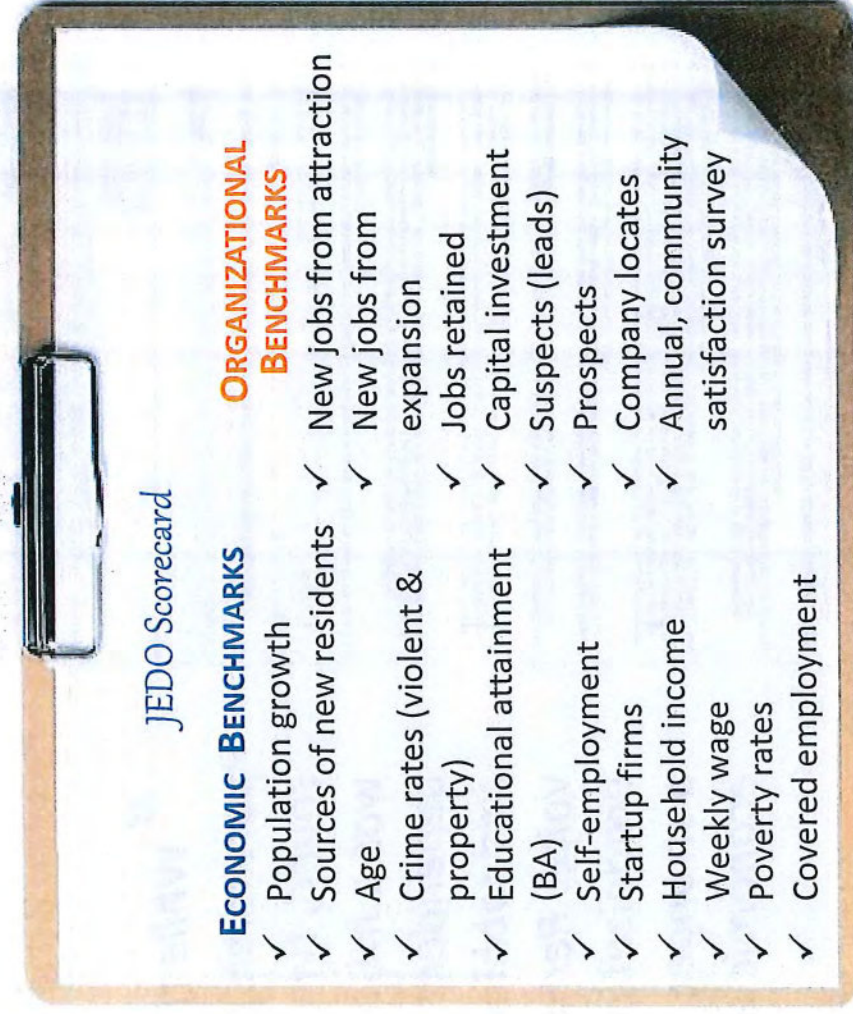 JEDO Scorecard
ECONOMIC BENCHMARKS
✓ Population growth
✓ Sources of new residents
✓ Age
✓ Crime rates (violent &
property)
✓ Educational attainment
(BA)
✓ Self-employment
✓ Startup firms
✓ Household income
✓ Weekly wage
✓ Poverty rates
✓ Covered employment
ORGANIZATIONAL
BENCHMARKS
✓ New jobs from attraction
✓ New jobs from
expansion
✓ Jobs retained
✓ Capital investment
✓ Suspects (leads)
✓ Prospects
✓ Company locates
✓ Annual, community
satisfaction survey